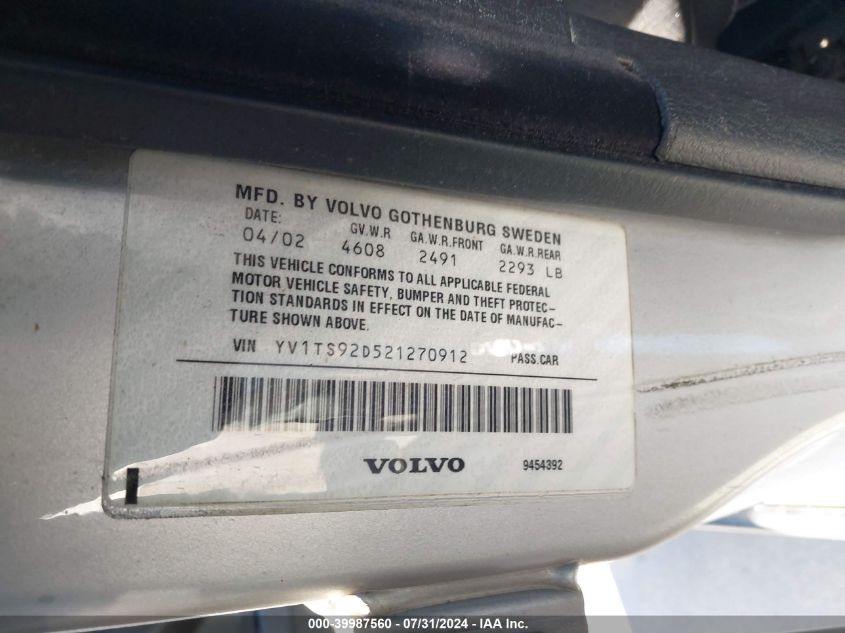 MFD. BY VOLVO GOTHENBURG SWEDEN
DATE: GV.W.R GA.W.R.FRONT GA.W.R.REAR
04/02 4608 2491 2293 LB
THIS VEHICLE CONFORMS TO ALL APPLICABLE FEDERAL
MOTOR VEHICLE SAFETY, BUMPER AND THEFT PROTEC-
TION STANDARDS IN EFFECT ON THE DATE OF MANUFAC-
TURE SHOWN ABOVE.
VIN YV1TS92D521270912 PASS.CAR
VOLVO 9454392
000-39987560 - 07/31/2024 - IAA Inc.